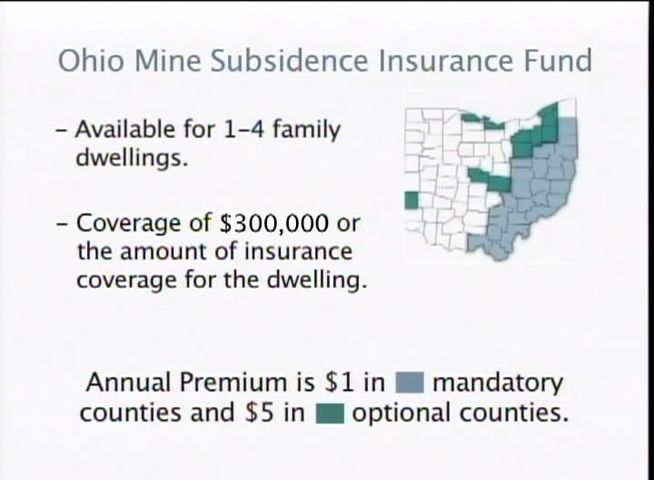 Ohio Mine Subsidence Insurance Fund
– Available for 1–4 family
dwellings.
– Coverage of $300,000 or
the amount of insurance
coverage for the dwelling.
Annual Premium is $1 in mandatory
counties and $5 in optional counties.